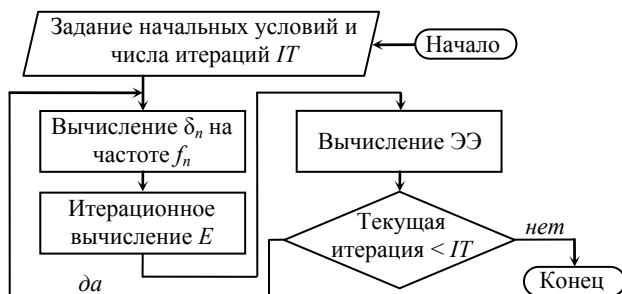 Начало
Задание начальных условий и
числа итераций IT
Вычисление δn на
частоте fn
Итерационное
вычисление E
Вычисление ЭЭ
Текущая
итерация < IT
да
нет
Конец